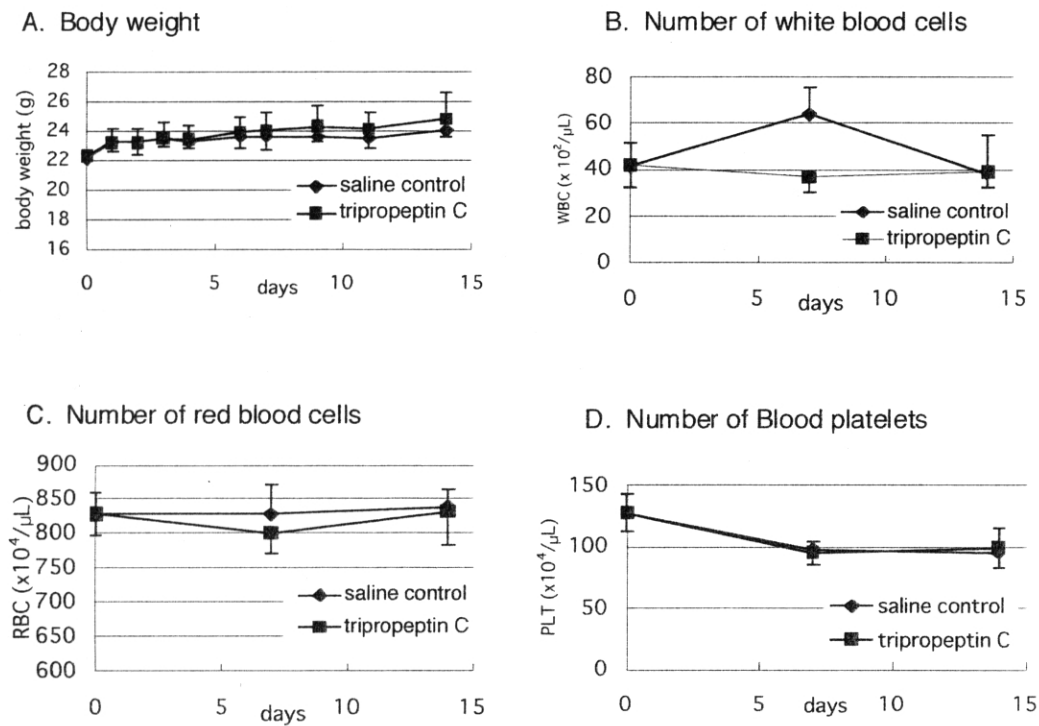 A. Body weight
body weight (g)
28
26
24
22
20
18
16
saline control
tripropeptin C
0 5 10 15
days
B. Number of white blood cells
WBC (x 10²/µL)
80
60
40
20
0
saline control
tripropeptin C
0 5 10 15
days
C. Number of red blood cells
RBC (x10⁴/µL)
900
850
800
750
700
650
600
saline control
tripropeptin C
0 5 10 15
days
D. Number of Blood platelets
PLT (x10⁴/µL)
150
100
50
0
saline control
tripropeptin C
0 5 10 15
days